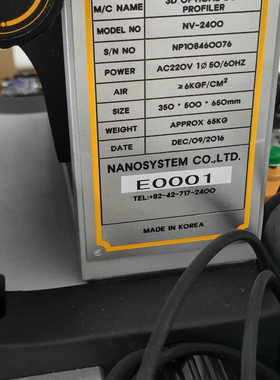 M/C NAME 3D OPTICAL
PROFILER
MODEL NO NV-2400
S/N NO NP108460076
POWER AC220V 1Ø 50/60HZ
AIR ≥6KGF/CM²
SIZE 350 * 500 * 650mm
WEIGHT APPROX 65KG
DATE DEC/09/2016
NANOSYSTEM CO.,LTD.
E0001
TEL:+82-42-717-2400
MADE IN KOREA